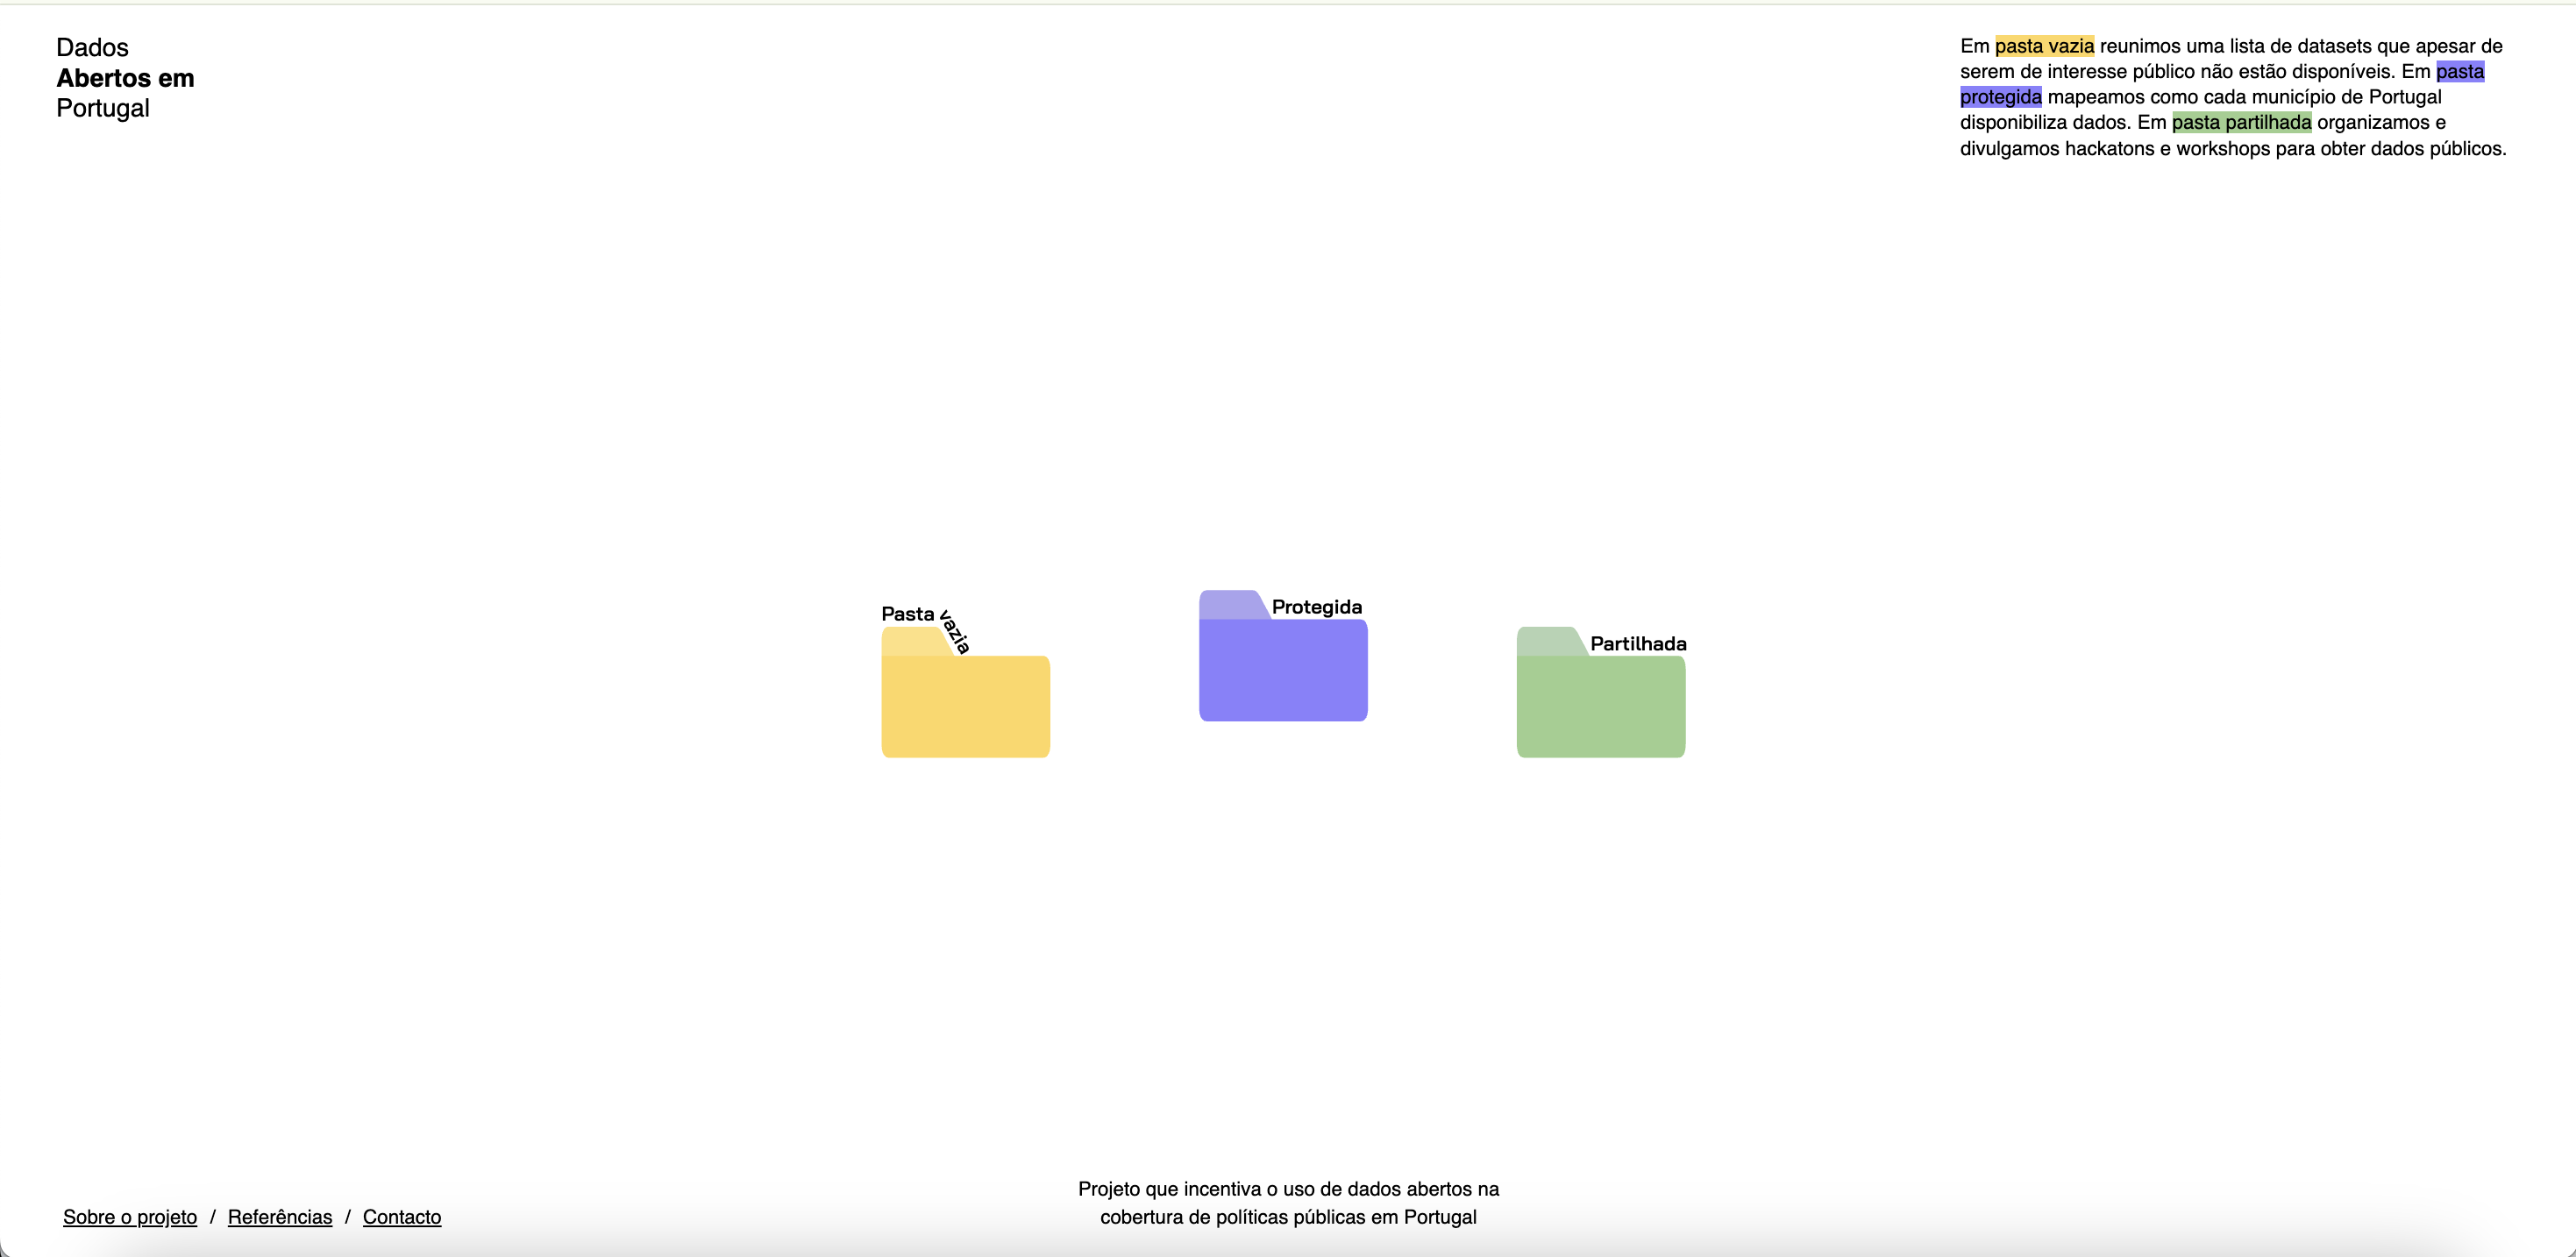 Dados
Abertos em
Portugal
Em pasta vazia reunimos uma lista de datasets que apesar de
serem de interesse público não estão disponíveis. Em pasta
protegida mapeamos como cada município de Portugal
disponibiliza dados. Em pasta partilhada organizamos e
divulgamos hackatons e workshops para obter dados públicos.
Pasta vazia
Protegida
Partilhada
Projeto que incentiva o uso de dados abertos na
cobertura de políticas públicas em Portugal
Sobre o projeto / Referências / Contacto